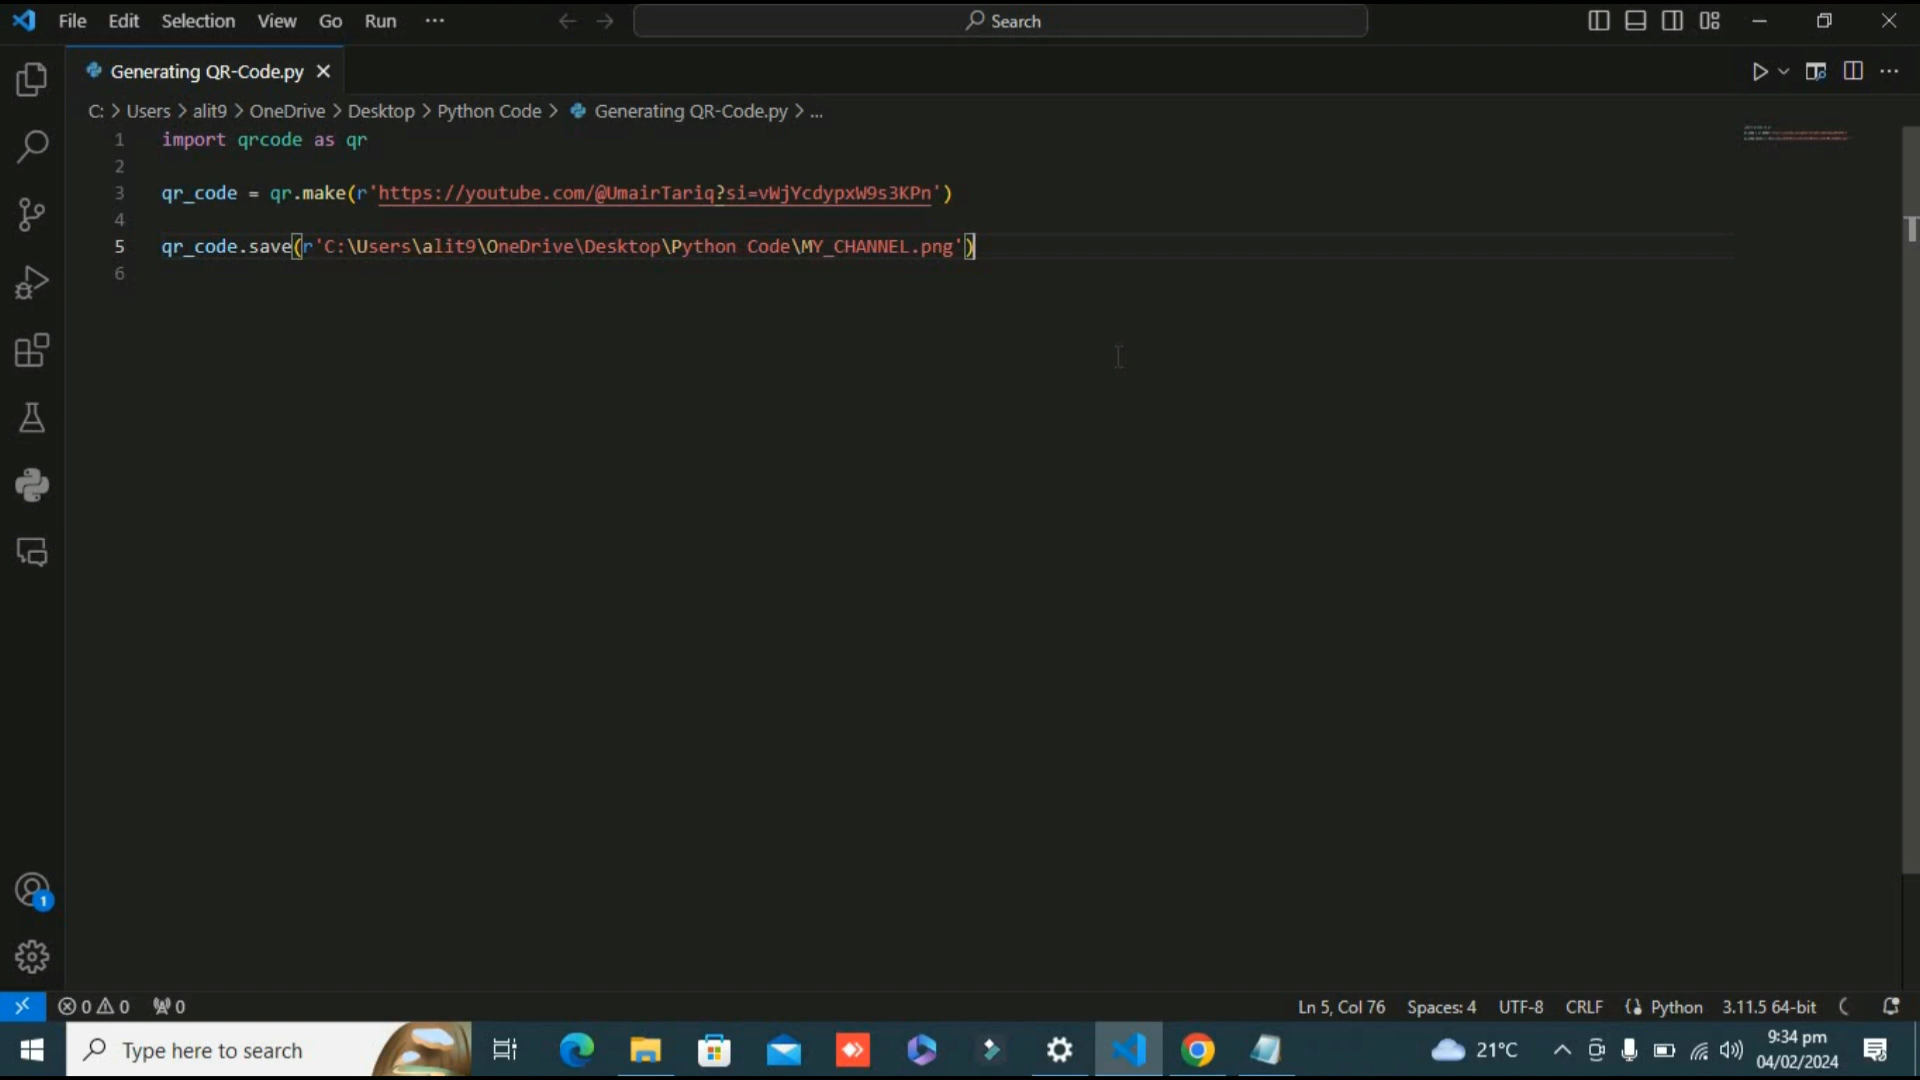 File Edit Selection View Go Run ··· Search
Generating QR-Code.py
C: > Users > alit9 > OneDrive > Desktop > Python Code > Generating QR-Code.py > ...
1 import qrcode as qr
2
3 qr_code = qr.make(r'https://youtube.com/@UmairTariq?si=vWjYcdypxW9s3KPn')
4
5 qr_code.save(r'C:\Users\alit9\OneDrive\Desktop\Python Code\MY_CHANNEL.png')
6
1
0 0 0 Ln 5, Col 76 Spaces: 4 UTF-8 CRLF Python 3.11.5 64-bit
Type here to search 21°C 9:34 pm
04/02/2024